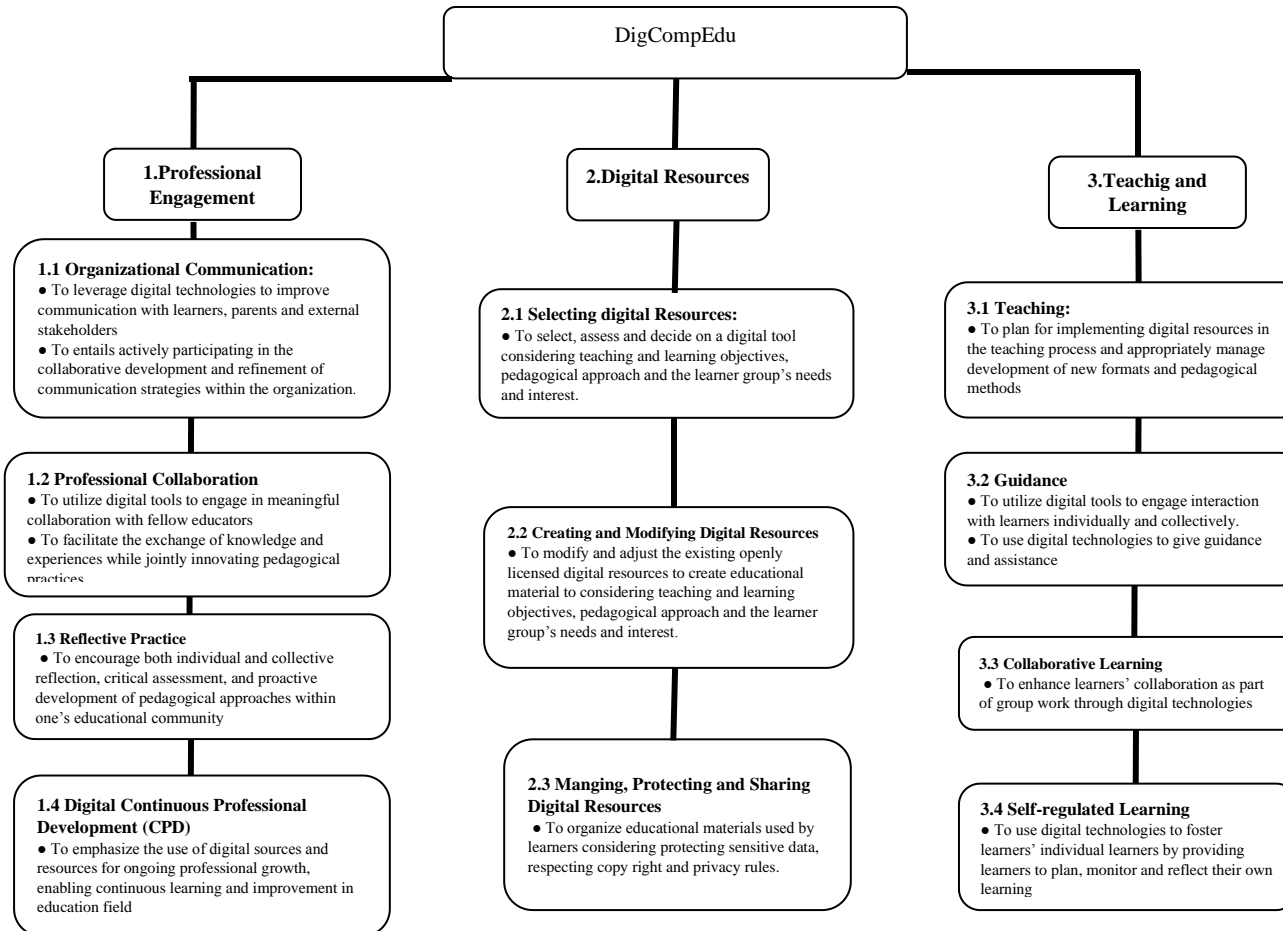 DigCompEdu
1.Professional
Engagement
1.1 Organizational Communication:
● To leverage digital technologies to improve
communication with learners, parents and external
stakeholders
● To entails actively participating in the
collaborative development and refinement of
communication strategies within the organization.
1.2 Professional Collaboration
● To utilize digital tools to engage in meaningful
collaboration with fellow educators
● To facilitate the exchange of knowledge and
experiences while jointly innovating pedagogical
practices
1.3 Reflective Practice
● To encourage both individual and collective
reflection, critical assessment, and proactive
development of pedagogical approaches within
one’s educational community
1.4 Digital Continuous Professional
Development (CPD)
● To emphasize the use of digital sources and
resources for ongoing professional growth,
enabling continuous learning and improvement in
education field
2.Digital Resources
2.1 Selecting digital Resources:
● To select, assess and decide on a digital tool
considering teaching and learning objectives,
pedagogical approach and the learner group’s needs
and interest.
2.2 Creating and Modifying Digital Resources
● To modify and adjust the existing openly
licensed digital resources to create educational
material to considering teaching and learning
objectives, pedagogical approach and the learner
group’s needs and interest.
2.3 Manging, Protecting and Sharing
Digital Resources
● To organize educational materials used by
learners considering protecting sensitive data,
respecting copy right and privacy rules.
3.Teachig and
Learning
3.1 Teaching:
● To plan for implementing digital resources in
the teaching process and appropriately manage
development of new formats and pedagogical
methods
3.2 Guidance
● To utilize digital tools to engage interaction
with learners individually and collectively.
● To use digital technologies to give guidance
and assistance
3.3 Collaborative Learning
● To enhance learners’ collaboration as part
of group work through digital technologies
3.4 Self-regulated Learning
● To use digital technologies to foster
learners’ individual learners by providing
learners to plan, monitor and reflect their own
learning